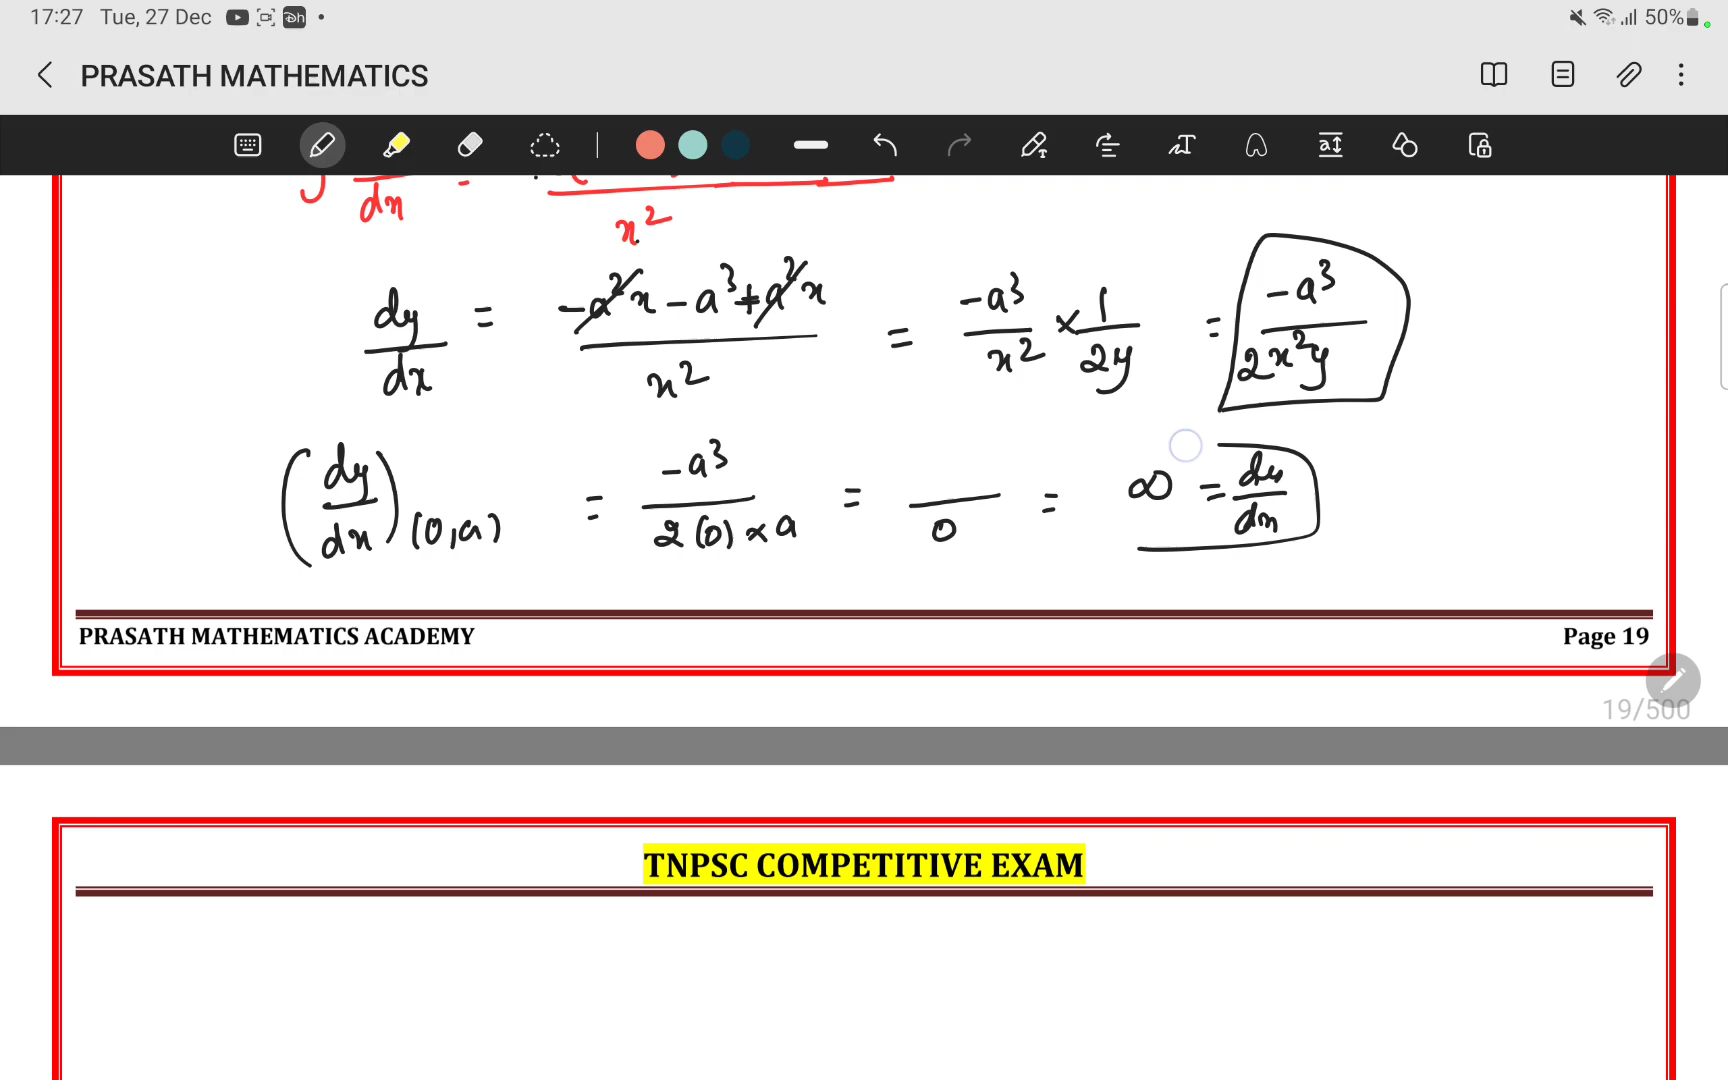 17:27 Tue, 27 Dec 50%
PRASATH MATHEMATICS
dx =
x²
dy/dx = (-a²x - a³ + a²x)/x² = -a³/x² × 1/2y = -a³/2x²y
(dy/dx)(0,a) = -a³/2(0)×a = /0 = ∞ = dy/dx
PRASATH MATHEMATICS ACADEMY Page 19
19/500
TNPSC COMPETITIVE EXAM